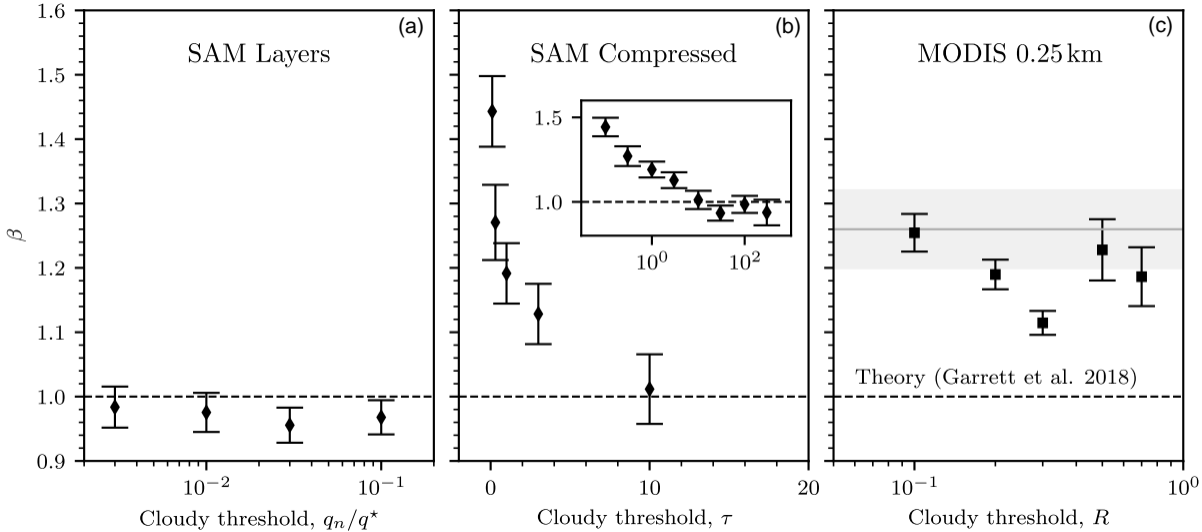 (a)
SAM Layers
β
1.6
1.5
1.4
1.3
1.2
1.1
1.0
0.9
10⁻²
10⁻¹
Cloudy threshold, qₙ/q⋆
(b)
SAM Compressed
1.5
1.0
10⁰
10²
0
10
20
Cloudy threshold, τ
(c)
MODIS 0.25 km
Theory (Garrett et al. 2018)
10⁻¹
10⁰
Cloudy threshold, R